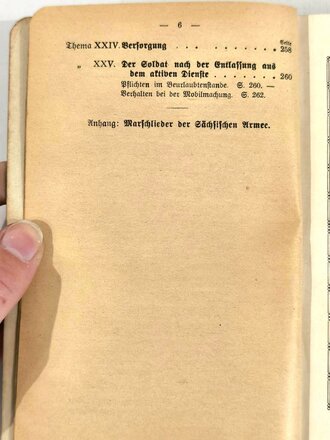 — 6 —
Seite
Thema XXIV. Versorgung . . . . . . . . . . 258
„ XXV. Der Soldat nach der Entlassung aus
dem aktiven Dienste . . . . . . . 260
Pflichten im Beurlaubtenstande. S. 260. —
Verhalten bei der Mobilmachung. S. 262.
Anhang: Marschlieder der Sächsischen Armee.